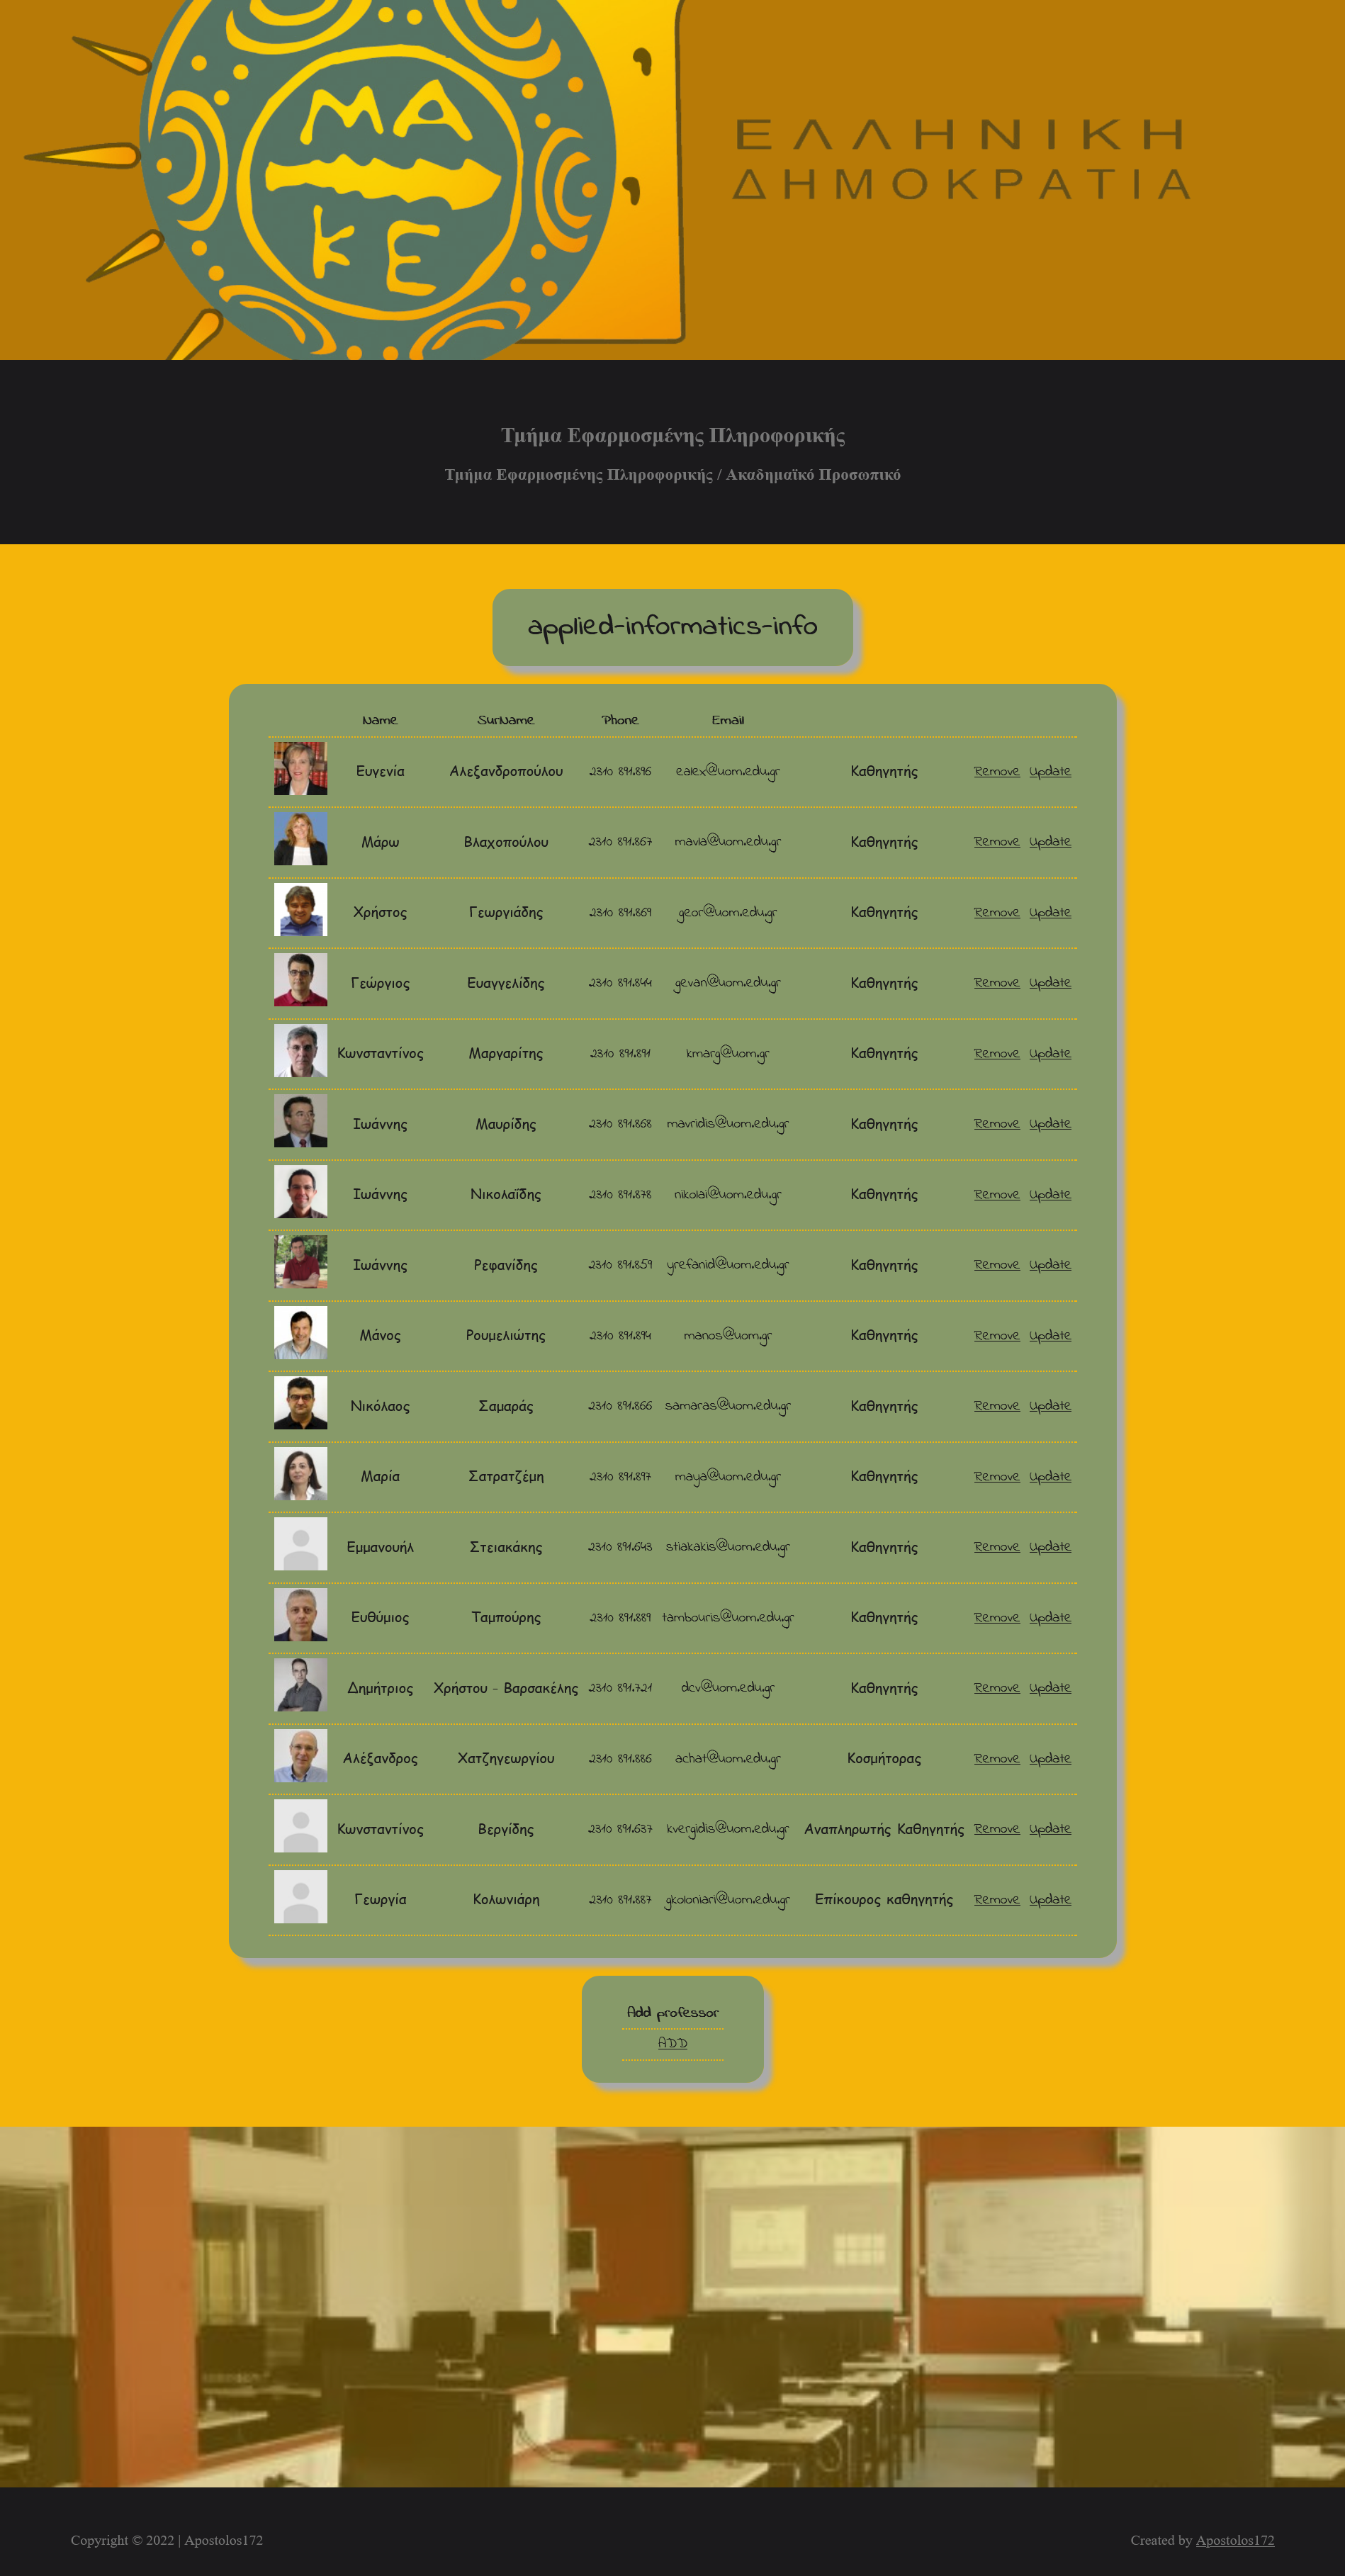 ΜΑ
ΚΕ
ΕΛΛΗΝΙΚΗ
ΔΗΜΟΚΡΑΤΙΑ
Τμήμα Εφαρμοσμένης Πληροφορικής
Τμήμα Εφαρμοσμένης Πληροφορικής / Ακαδημαϊκό Προσωπικό
applied-informatics-info
Name SurName Phone Email
Ευγενία Αλεξανδροπούλου 2310 891.896 ealex@uom.edu.gr Καθηγητής Remove Update
Μάρω Βλαχοπούλου 2310 891.867 mavla@uom.edu.gr Καθηγητής Remove Update
Χρήστος Γεωργιάδης 2310 891.869 geor@uom.edu.gr Καθηγητής Remove Update
Γεώργιος Ευαγγελίδης 2310 891.844 gevan@uom.edu.gr Καθηγητής Remove Update
Κωνσταντίνος Μαργαρίτης 2310 891.891 kmarg@uom.gr Καθηγητής Remove Update
Ιωάννης Μαυρίδης 2310 891.868 mavridis@uom.edu.gr Καθηγητής Remove Update
Ιωάννης Νικολαΐδης 2310 891.878 nikolai@uom.edu.gr Καθηγητής Remove Update
Ιωάννης Ρεφανίδης 2310 891.859 yrefanid@uom.edu.gr Καθηγητής Remove Update
Μάνος Ρουμελιώτης 2310 891.894 manos@uom.gr Καθηγητής Remove Update
Νικόλαος Σαμαράς 2310 891.866 samaras@uom.edu.gr Καθηγητής Remove Update
Μαρία Σατρατζέμη 2310 891.897 maya@uom.edu.gr Καθηγητής Remove Update
Εμμανουήλ Στειακάκης 2310 891.643 stiakakis@uom.edu.gr Καθηγητής Remove Update
Ευθύμιος Ταμπούρης 2310 891.889 tambouris@uom.edu.gr Καθηγητής Remove Update
Δημήτριος Χρήστου - Βαρσακέλης 2310 891.721 dcv@uom.edu.gr Καθηγητής Remove Update
Αλέξανδρος Χατζηγεωργίου 2310 891.886 achat@uom.edu.gr Κοσμήτορας Remove Update
Κωνσταντίνος Βεργίδης 2310 891.637 kvergidis@uom.edu.gr Αναπληρωτής Καθηγητής Remove Update
Γεωργία Κολωνιάρη 2310 891.887 gkoloniari@uom.edu.gr Επίκουρος καθηγητής Remove Update
Add professor
ADD
Copyright © 2022 | Apostolos172 Created by Apostolos172